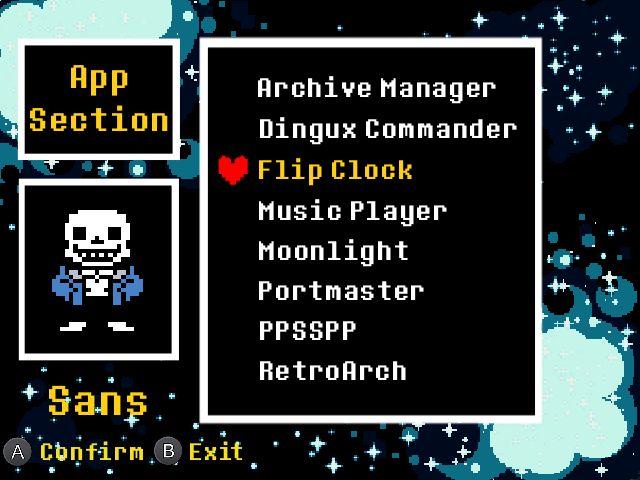 App
Section
Archive Manager
Dingux Commander
Flip Clock
Music Player
Moonlight
Portmaster
PPSSPP
RetroArch
Sans
A Confirm B Exit